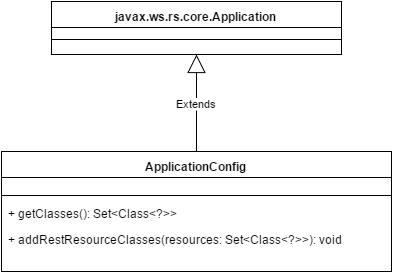 javax.ws.rs.core.Application
Extends
ApplicationConfig
+ getClasses(): Set<Class<?>>
+ addRestResourceClasses(resources: Set<Class<?>>): void